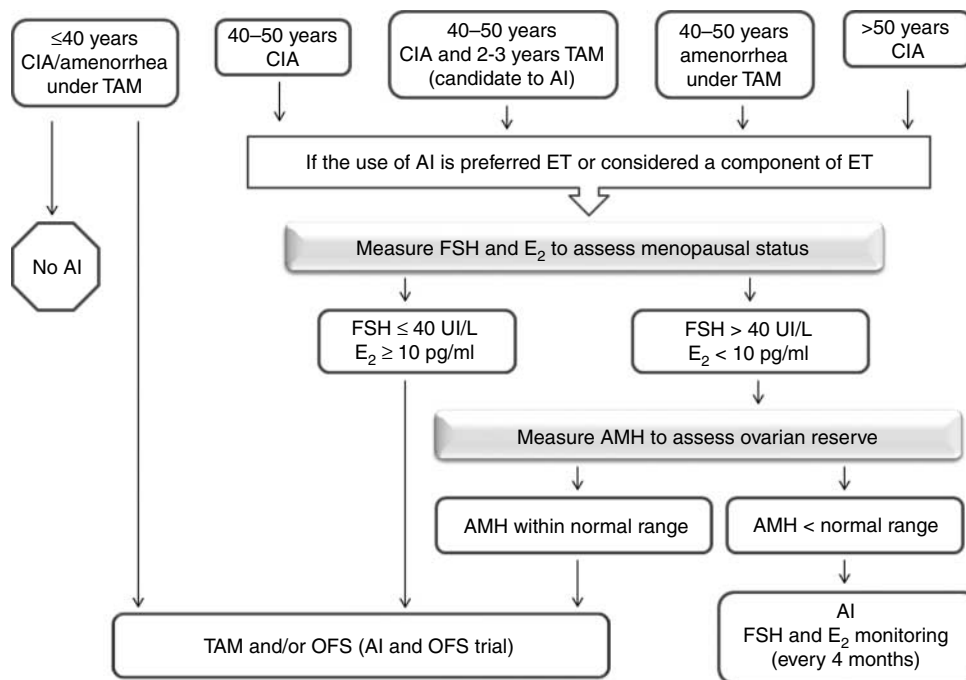 ≤40 years
CIA/amenorrhea
under TAM
40–50 years
CIA
40–50 years
CIA and 2-3 years TAM
(candidate to AI)
40–50 years
amenorrhea
under TAM
>50 years
CIA
If the use of AI is preferred ET or considered a component of ET
No AI
Measure FSH and E₂ to assess menopausal status
FSH ≤ 40 UI/L
E₂ ≥ 10 pg/ml
FSH > 40 UI/L
E₂ < 10 pg/ml
Measure AMH to assess ovarian reserve
AMH within normal range
AMH < normal range
TAM and/or OFS (AI and OFS trial)
AI
FSH and E₂ monitoring
(every 4 months)